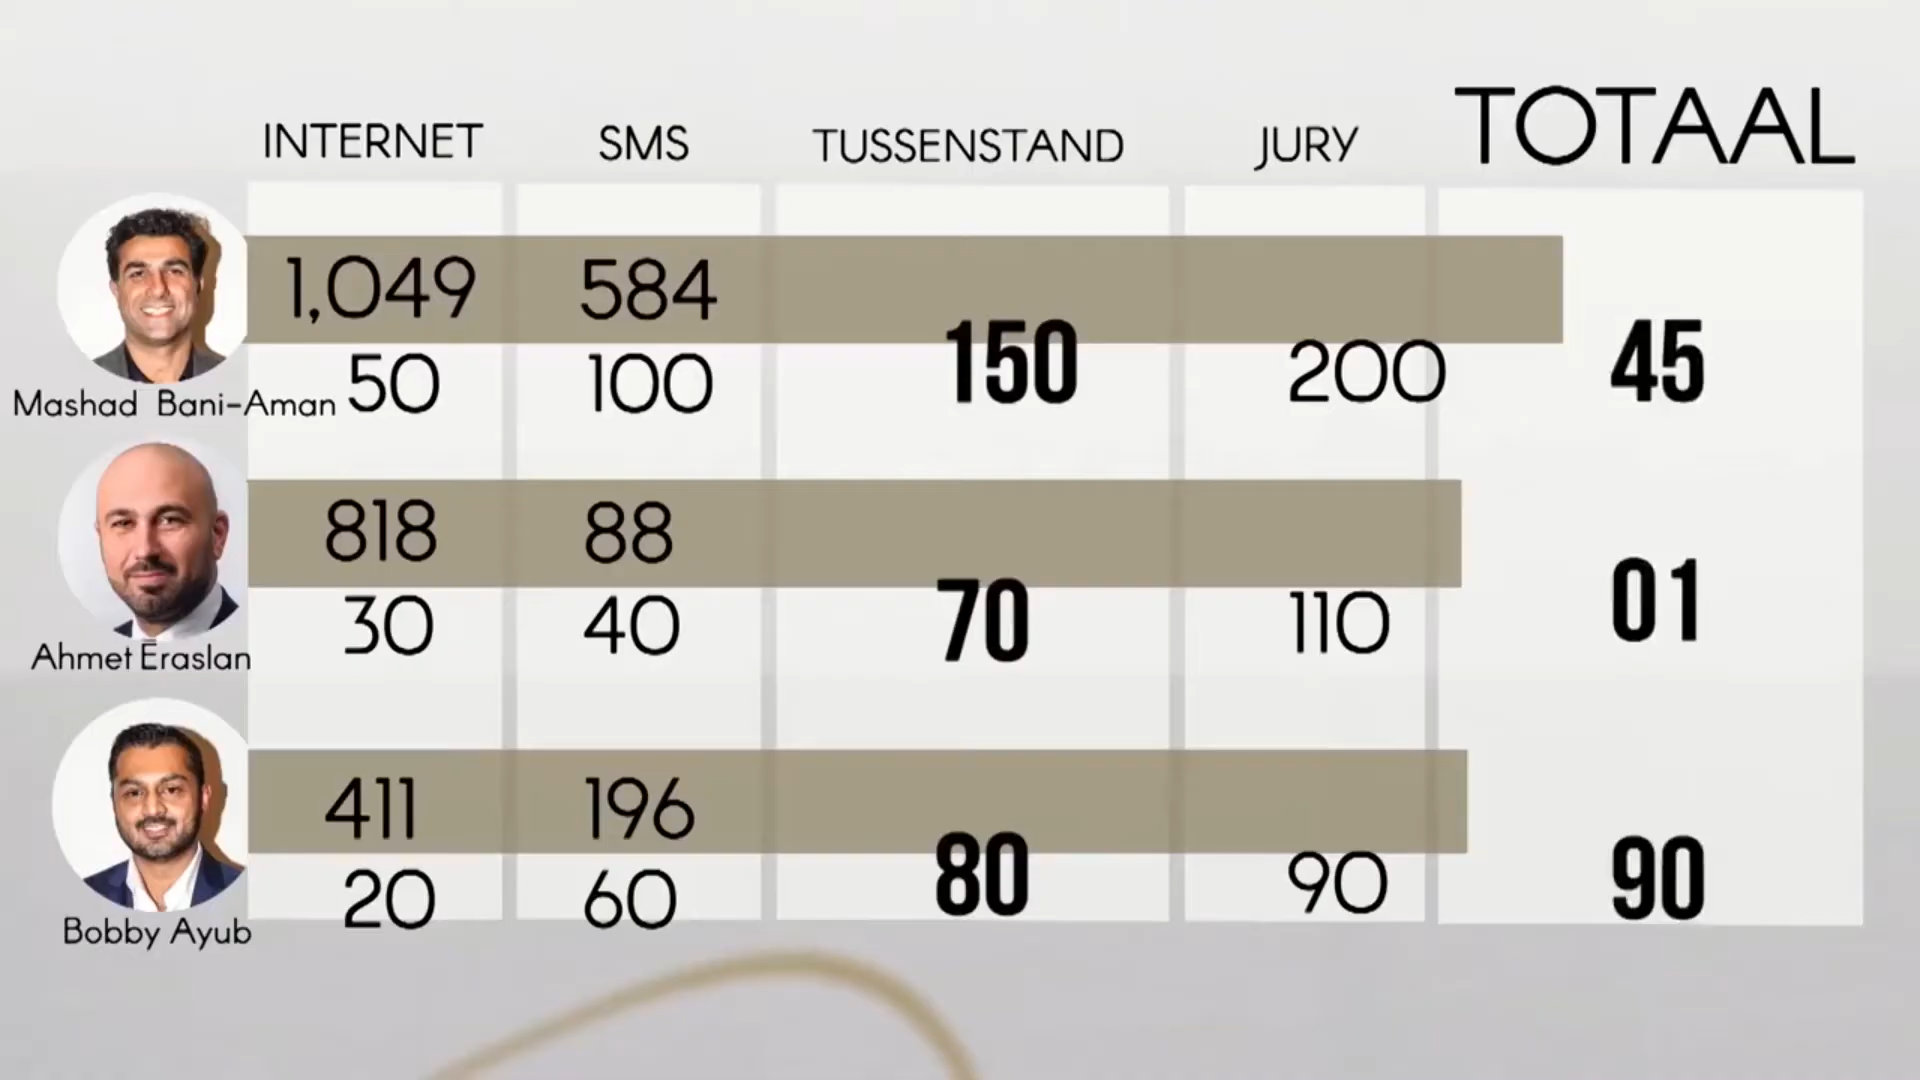 INTERNET SMS TUSSENSTAND JURY TOTAAL
1,049 584
150 45
50 100 200
Mashad Bani-Aman
818 88
70 01
30 40 110
Ahmet Eraslan
411 196
80 90
20 60 90
Bobby Ayub